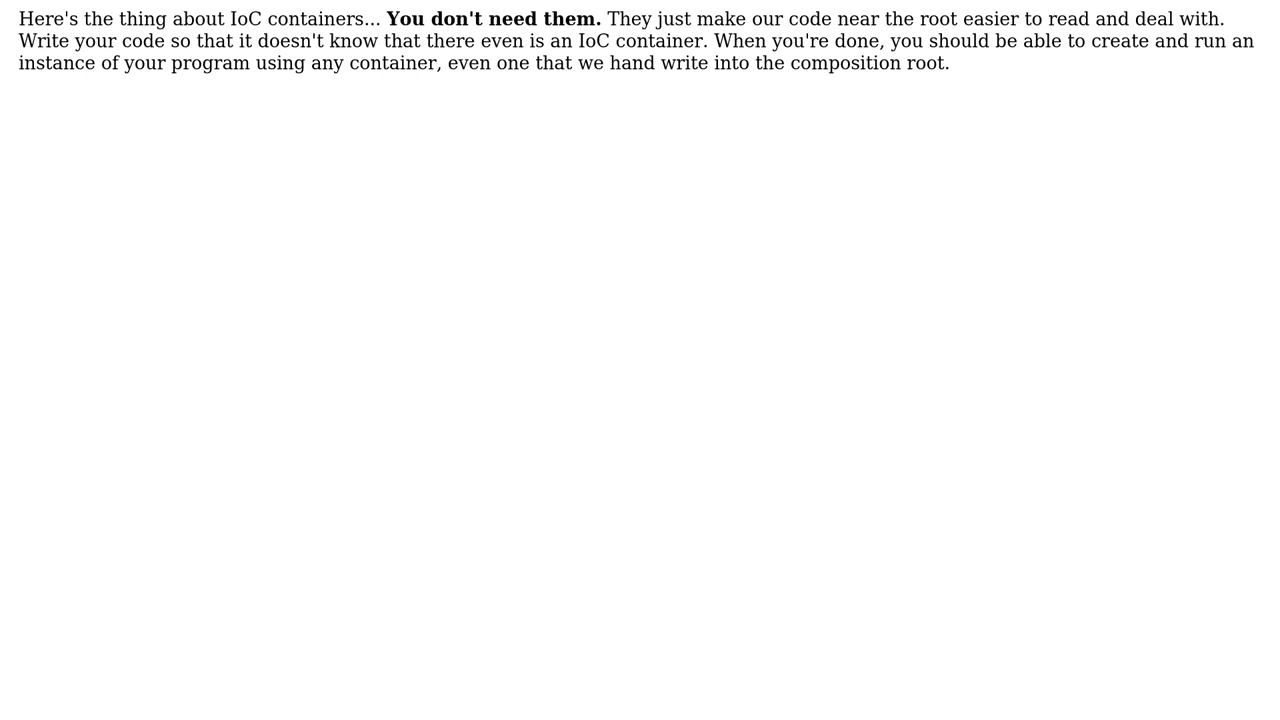 Here's the thing about IoC containers... You don't need them. They just make our code near the root easier to read and deal with.
Write your code so that it doesn't know that there even is an IoC container. When you're done, you should be able to create and run an
instance of your program using any container, even one that we hand write into the composition root.